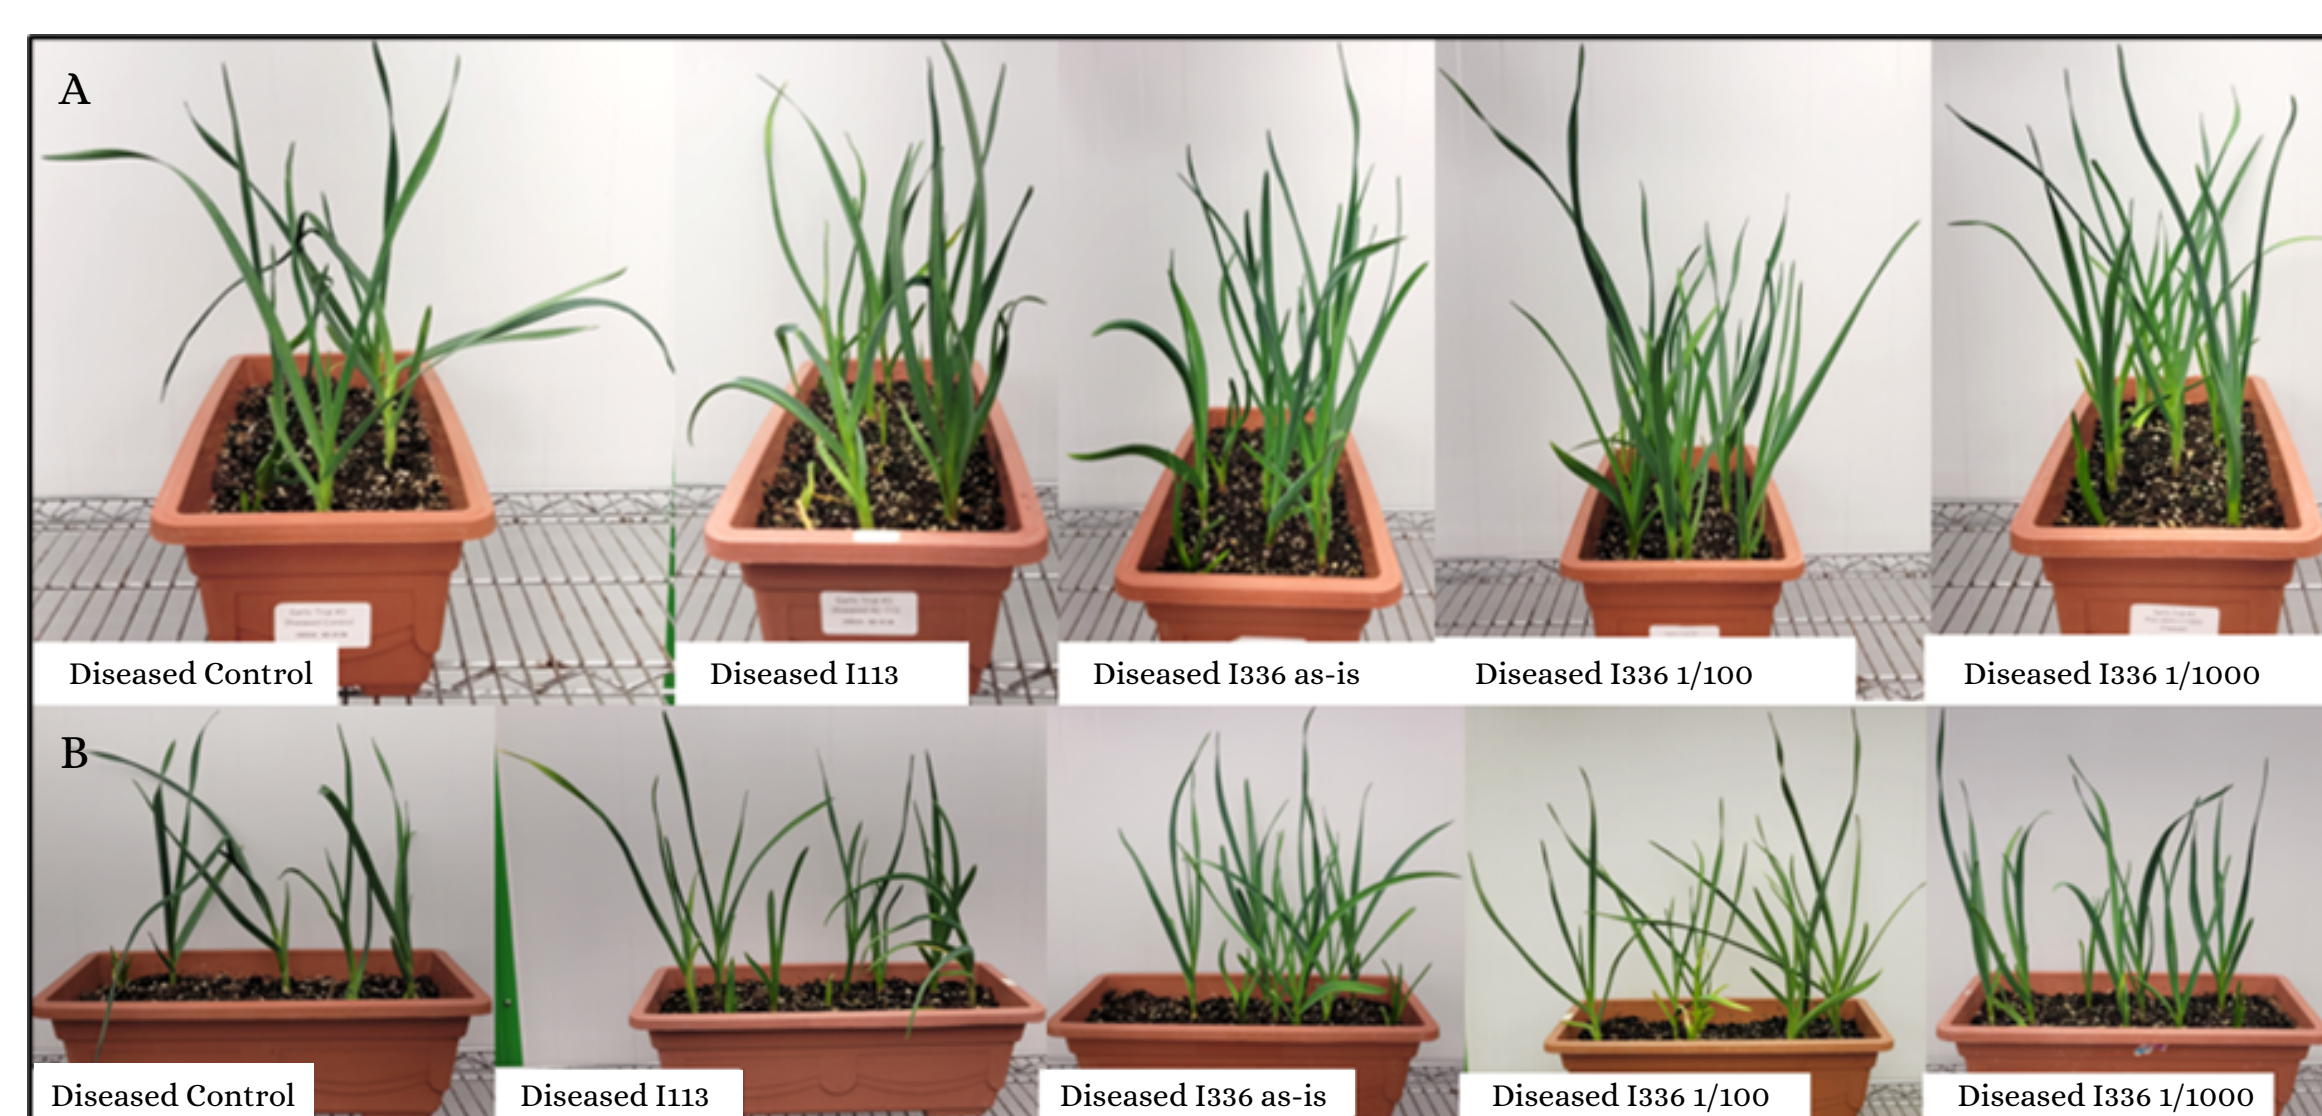 A
Diseased Control
Diseased I113
Diseased I336 as-is
Diseased I336 1/100
Diseased I336 1/1000
B
Diseased Control
Diseased I113
Diseased I336 as-is
Diseased I336 1/100
Diseased I336 1/1000